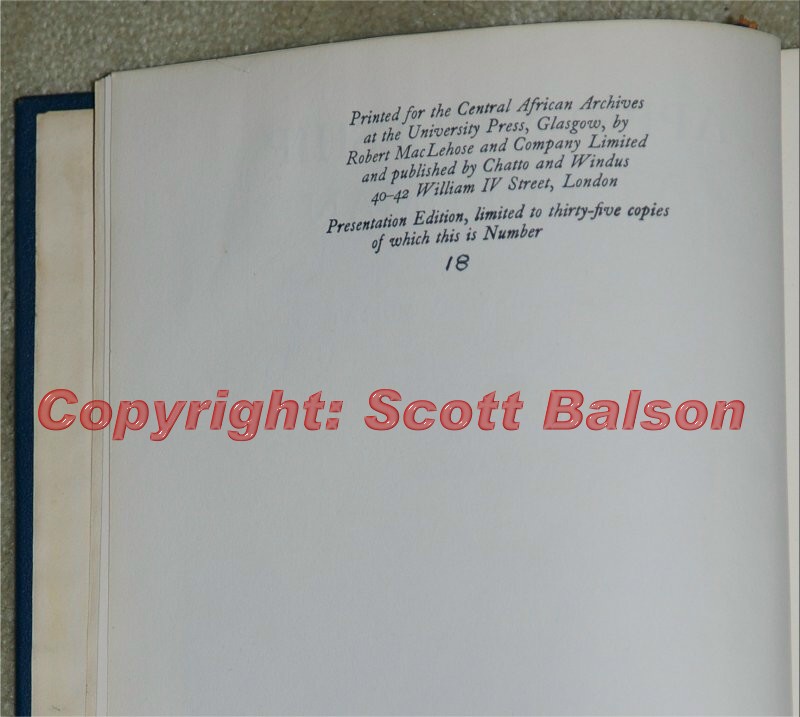 Printed for the Central African Archives
at the University Press, Glasgow, by
Robert MacLehose and Company Limited
and published by Chatto and Windus
40–42 William IV Street, London
Presentation Edition, limited to thirty-five copies
of which this is Number
18
Copyright: Scott Balson